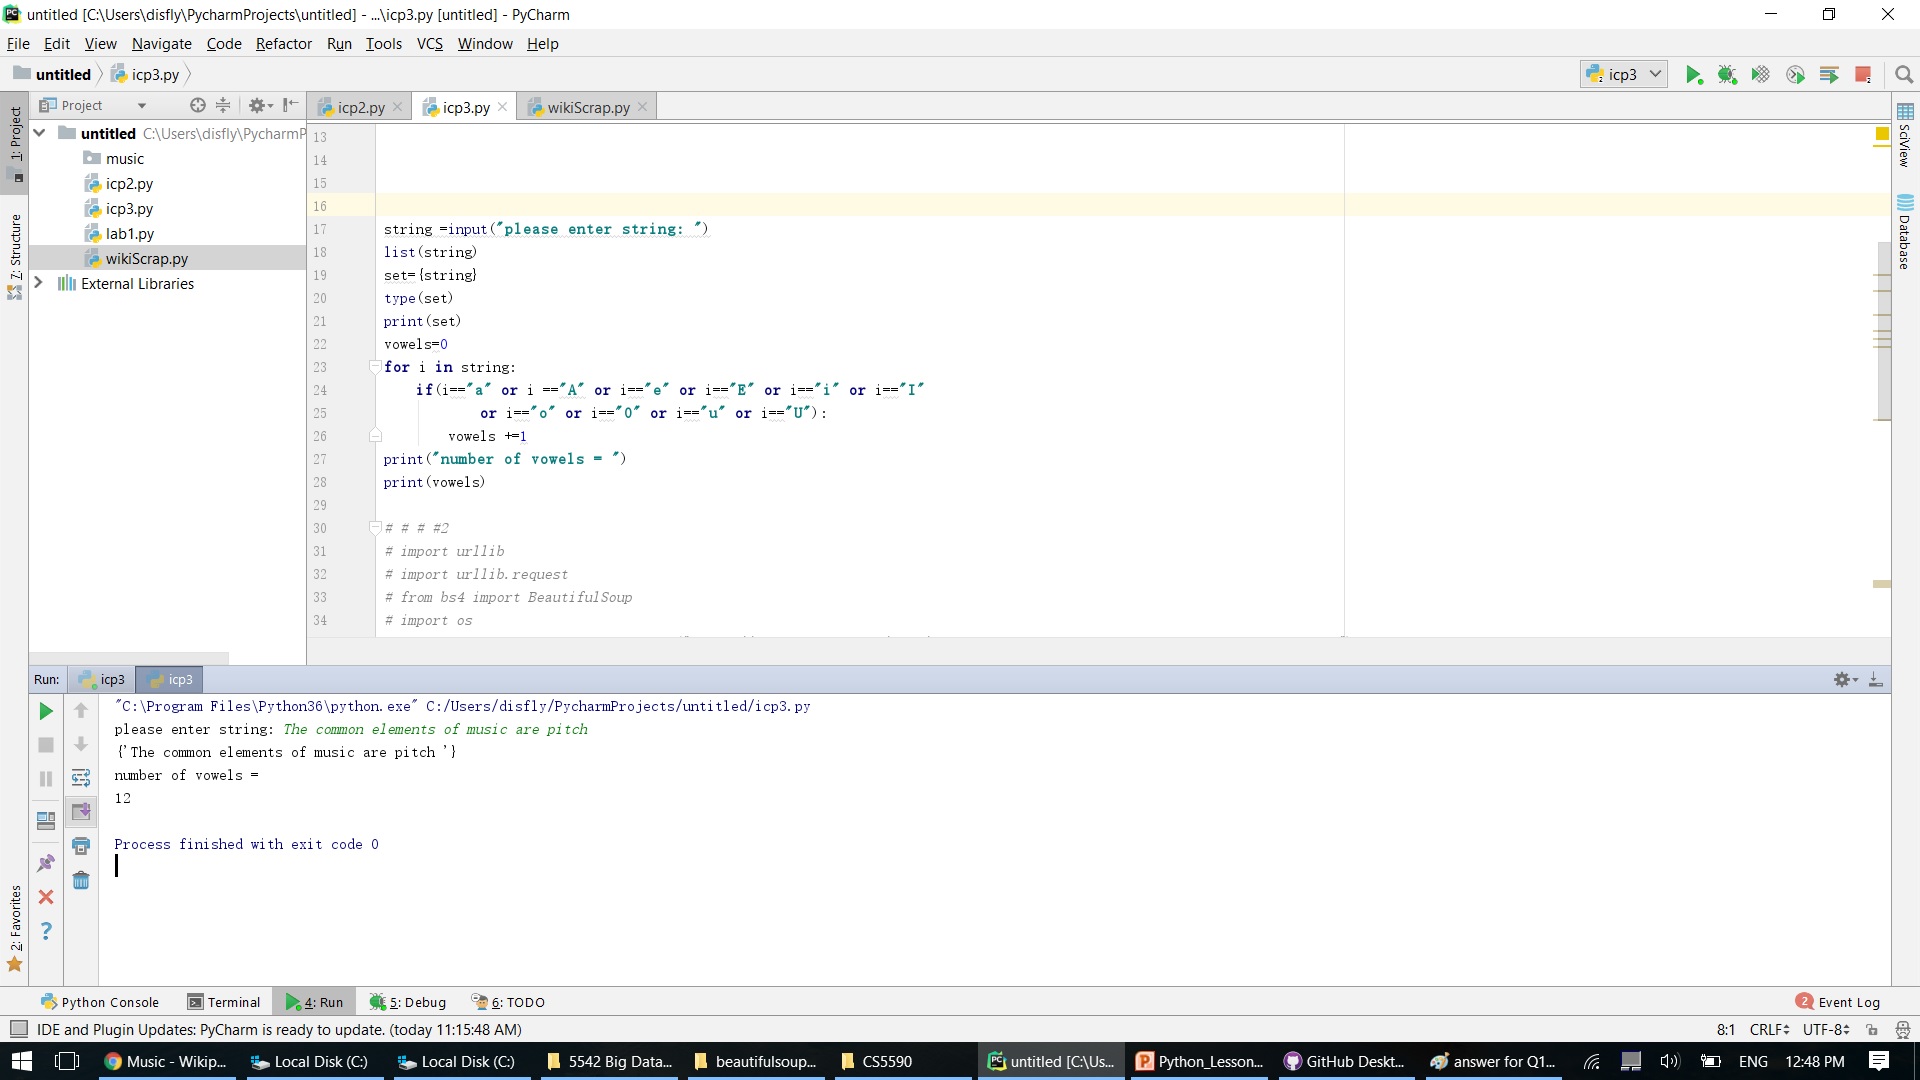 untitled [C:\Users\disfly\PycharmProjects\untitled] - ...\icp3.py [untitled] - PyCharm
File Edit View Navigate Code Refactor Run Tools VCS Window Help
untitled icp3.py icp3
Project icp2.py icp3.py wikiScrap.py
1: Project
7: Structure
2: Favorites
untitled C:\Users\disfly\PycharmP
music
icp2.py
icp3.py
lab1.py
wikiScrap.py
External Libraries
13
14
15
16
17 string =input("please enter string: ")
18 list(string)
19 set={string}
20 type(set)
21 print(set)
22 vowels=0
23 for i in string:
24 if(i=="a" or i =="A" or i=="e" or i=="E" or i=="i" or i=="I"
25 or i=="o" or i=="O" or i=="u" or i=="U"):
26 vowels +=1
27 print("number of vowels = ")
28 print(vowels)
29
30 # # # #2
31 # import urllib
32 # import urllib.request
33 # from bs4 import BeautifulSoup
34 # import os
SciView
Database
Run: icp3 icp3
"C:\Program Files\Python36\python.exe" C:/Users/disfly/PycharmProjects/untitled/icp3.py
please enter string: The common elements of music are pitch
{'The common elements of music are pitch '}
number of vowels =
12
Process finished with exit code 0
Python Console Terminal 4: Run 5: Debug 6: TODO 2 Event Log
IDE and Plugin Updates: PyCharm is ready to update. (today 11:15:48 AM) 8:1 CRLF UTF-8
Music - Wikip... Local Disk (C:) Local Disk (C:) 5542 Big Data... beautifulsoup... CS5590 untitled [C:\Us... Python_Lesson... GitHub Deskt... answer for Q1... ENG 12:48 PM